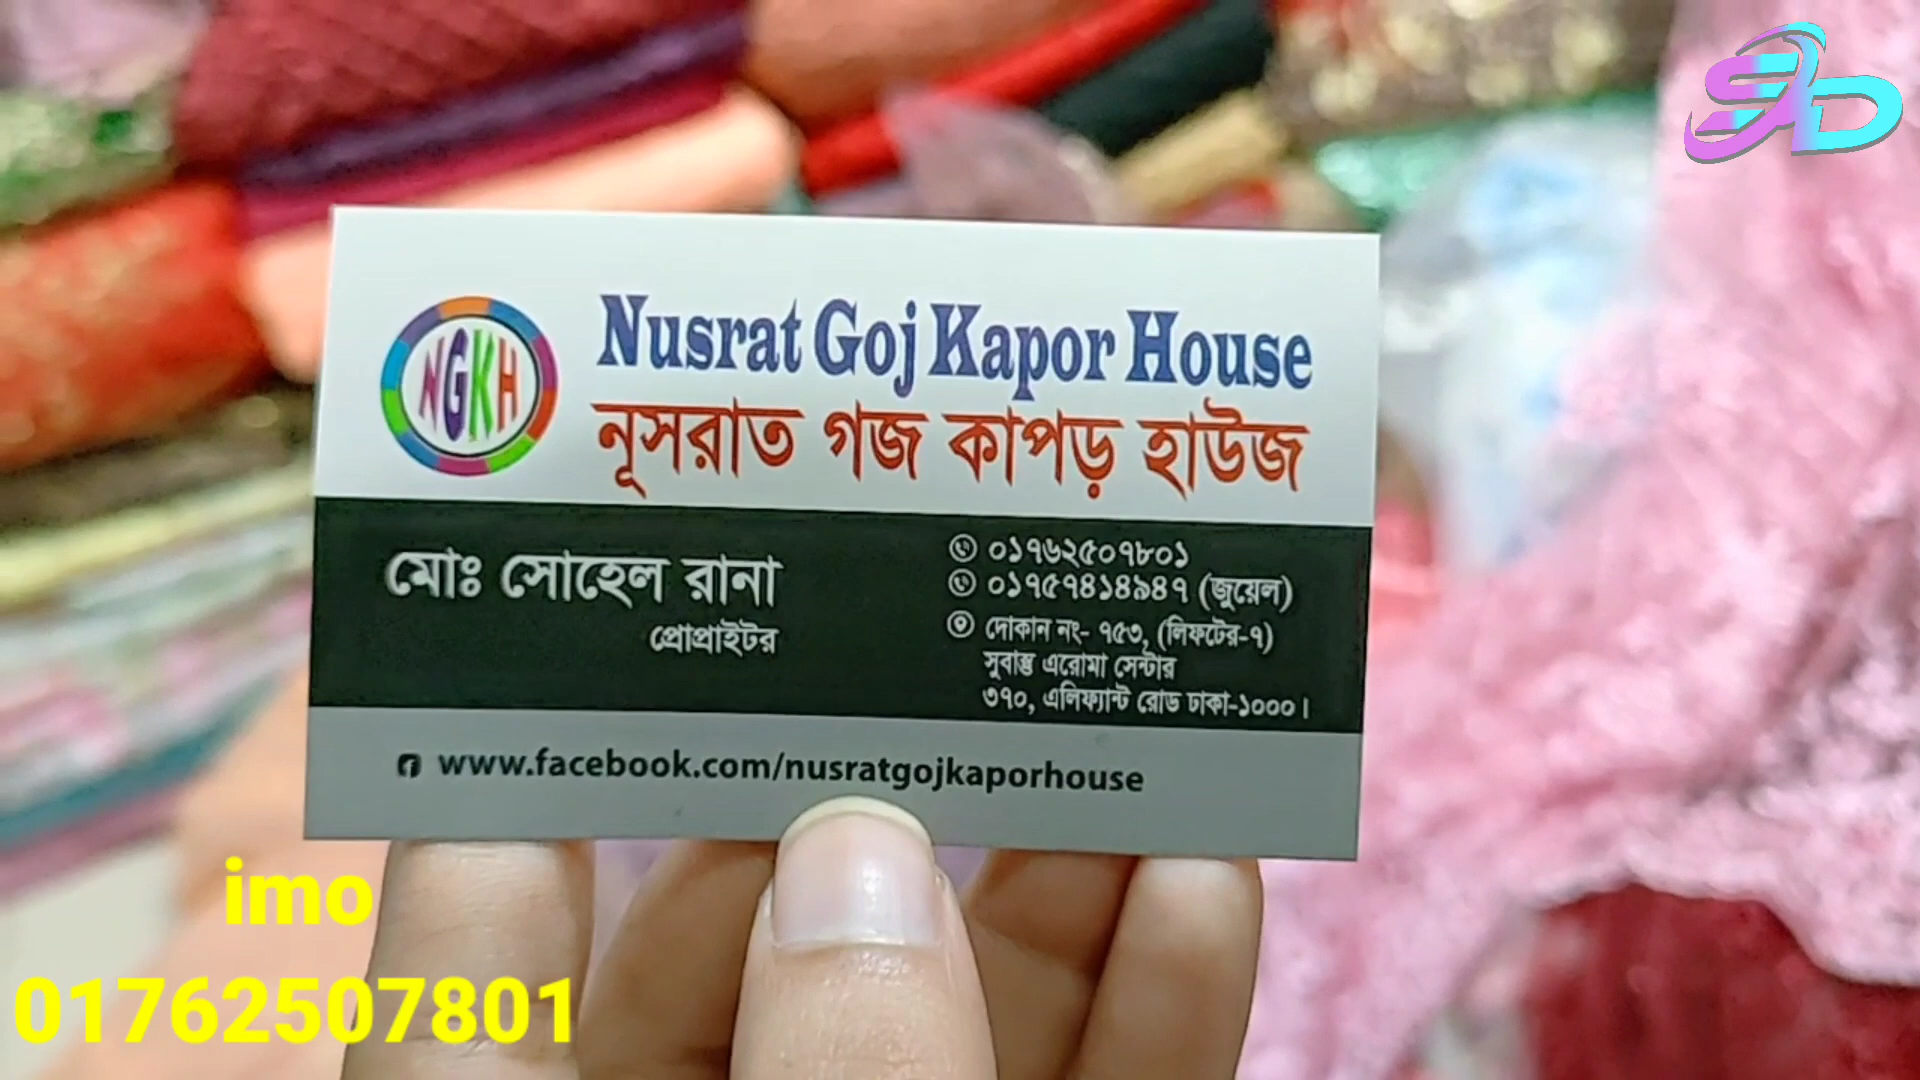 SD
NGKH
Nusrat Goj Kapor House
নূসরাত গজ কাপড় হাউজ
মোঃ সোহেল রানা
প্রোপ্রাইটর
০১৭৬২৫০৭৮০১
০১৭৫৭৪১৪৯৪৭ (জুয়েল)
দোকান নং- ৭৫৩, (লিফটের-৭)
সুবাস্তু এরোমা সেন্টার
৩৭০, এলিফ্যান্ট রোড ঢাকা-১০০০।
www.facebook.com/nusratgojkaporhouse
imo
01762507801